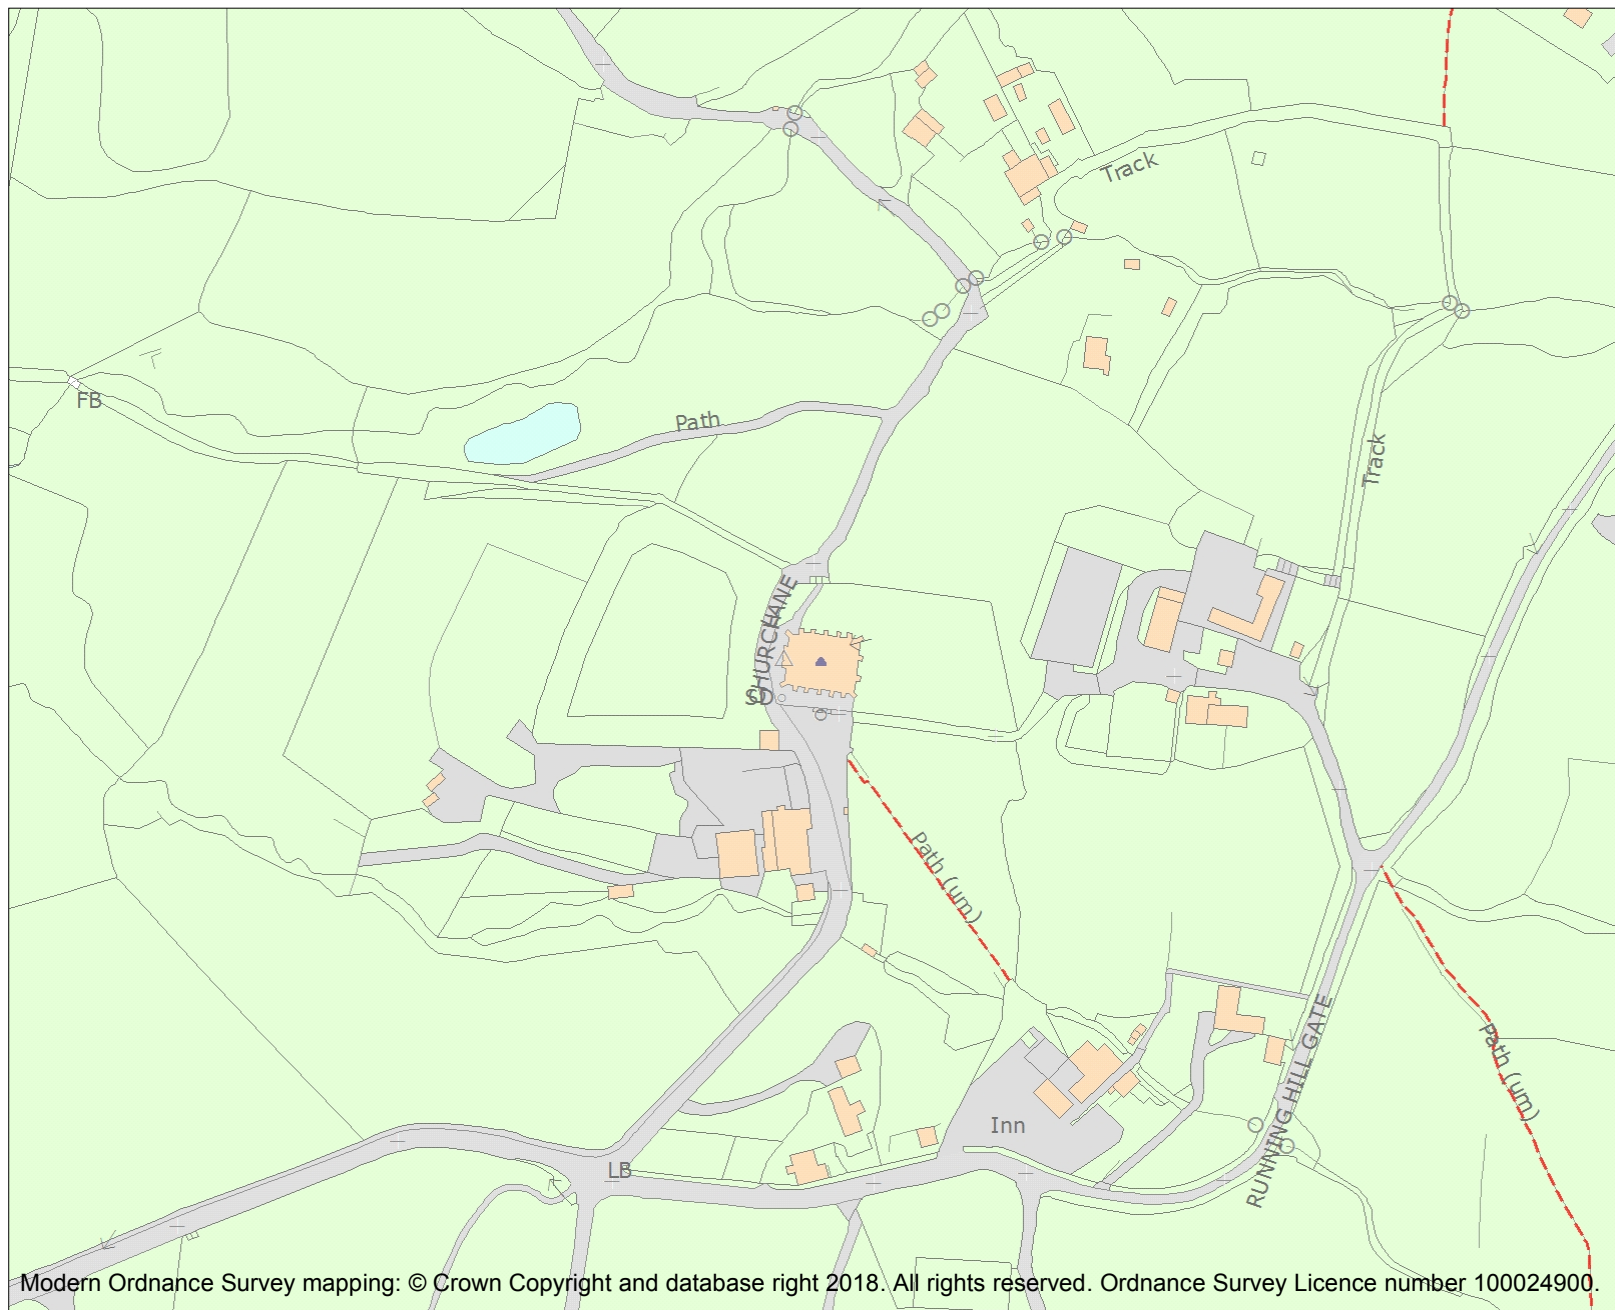 Track
FB
Path
Track
CHURCH LANE
SD
Path (um)
Inn
RUNNING HILL GATE
Path (um)
LB
Modern Ordnance Survey mapping: © Crown Copyright and database right 2018. All rights reserved. Ordnance Survey Licence number 100024900.